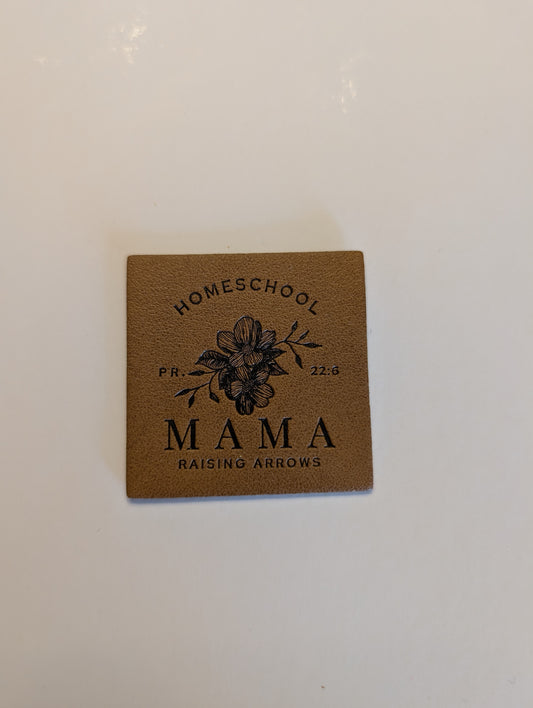 HOMESCHOOL
PR. 22:6
MAMA
RAISING ARROWS